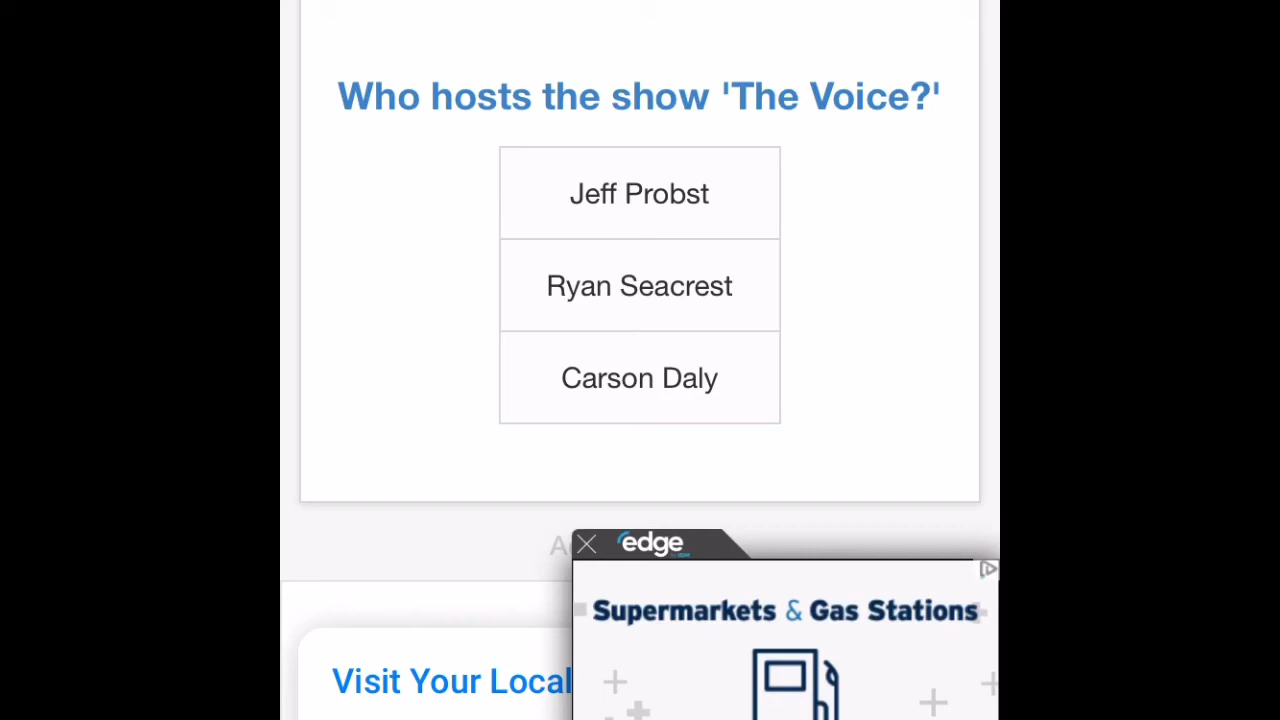 Who hosts the show 'The Voice?'
Jeff Probst
Ryan Seacrest
Carson Daly
edge
Supermarkets & Gas Stations
Visit Your Local